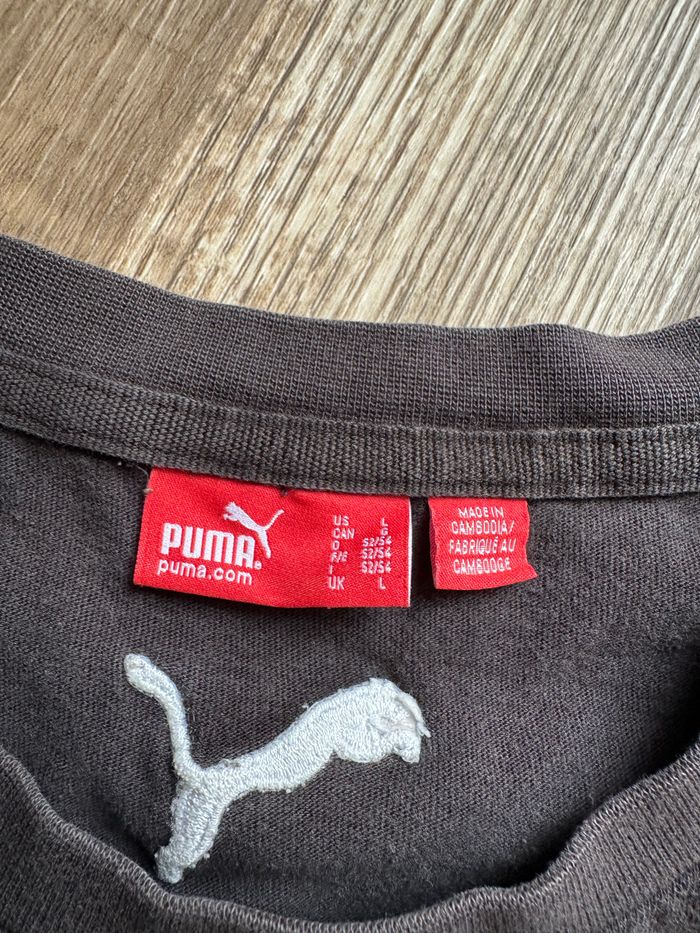 PUMA®
puma.com
US L
CAN G
D 52/54
F/E 52/54
I 52/54
UK L
MADE IN
CAMBODIA/
FABRIQUÉ AU
CAMBODGE